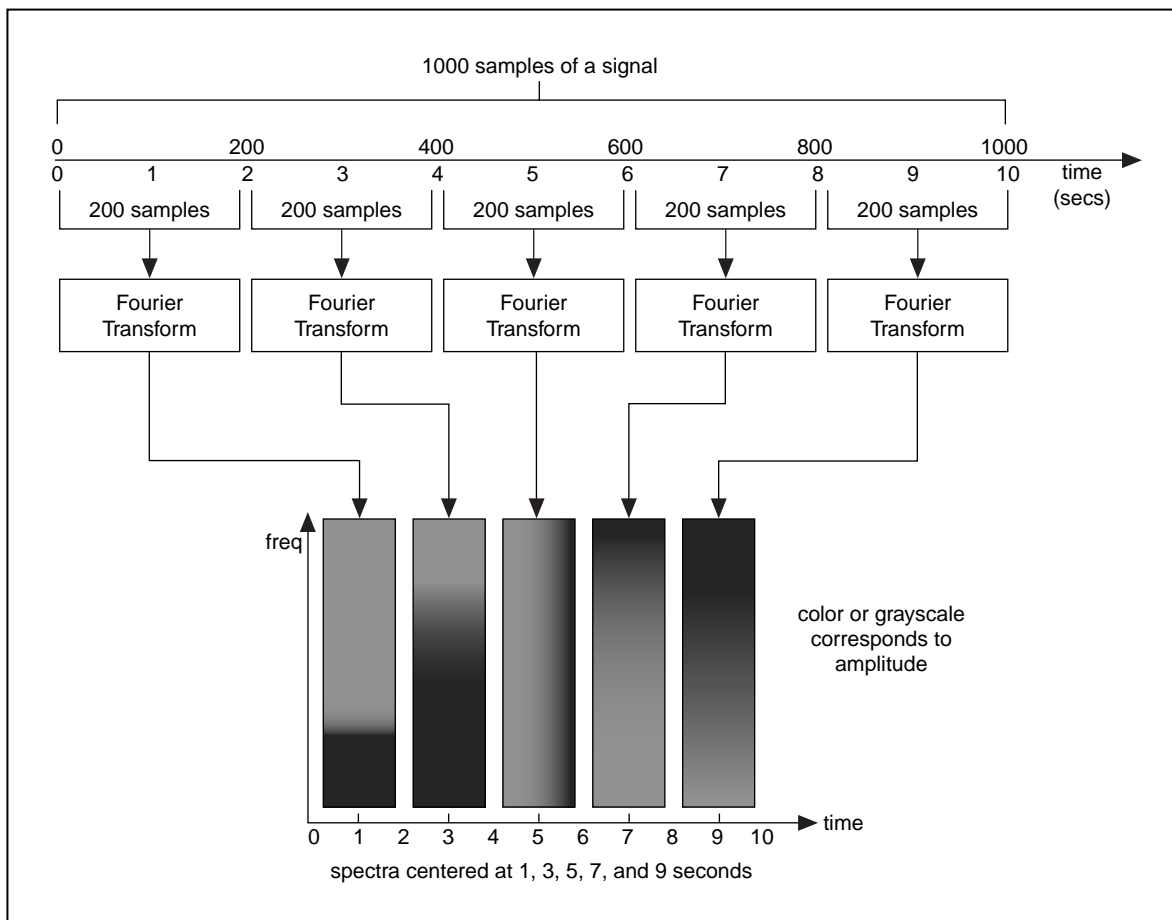 1000 samples of a signal
0 200 400 600 800 1000
0 1 2 3 4 5 6 7 8 9 10 time
(secs)
200 samples 200 samples 200 samples 200 samples 200 samples
Fourier Fourier Fourier Fourier Fourier
Transform Transform Transform Transform Transform
freq
color or grayscale
corresponds to
amplitude
time
0 1 2 3 4 5 6 7 8 9 10
spectra centered at 1, 3, 5, 7, and 9 seconds